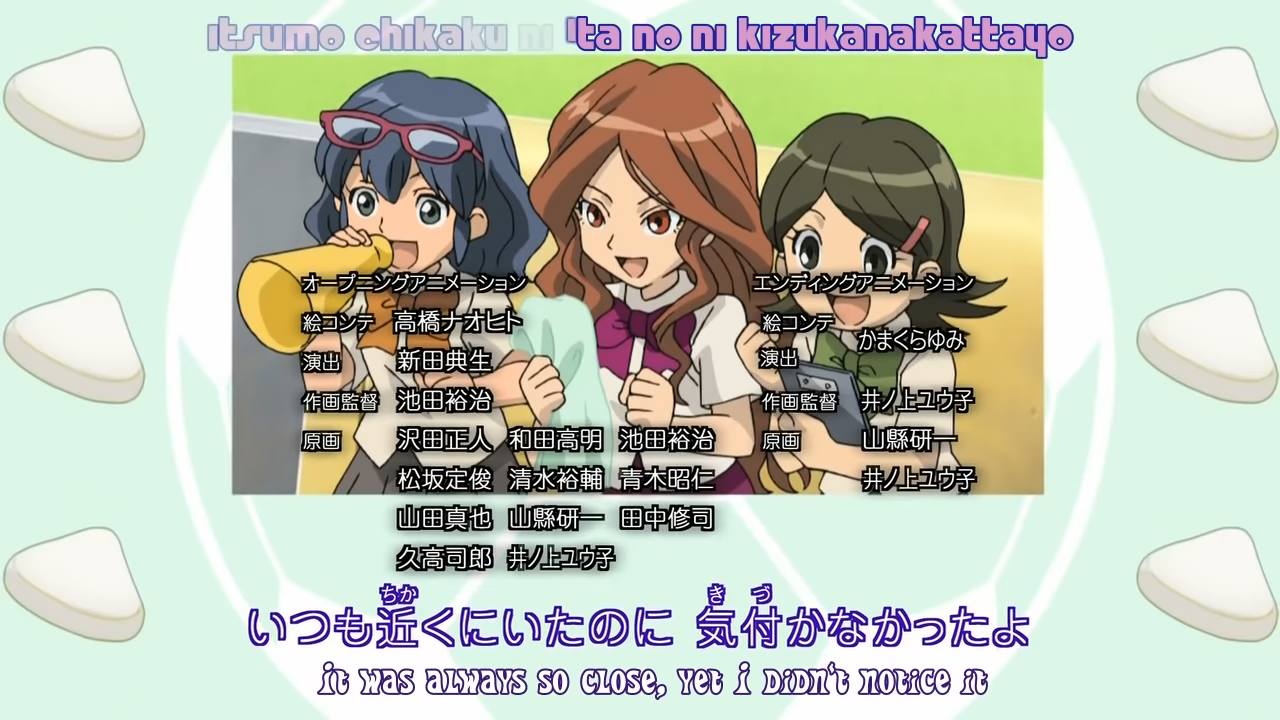 itsumo chikaku ni 'ta no ni kizukanakattayo
オープニングアニメーション
絵コンテ 高橋ナオヒト
演出 新田典生
作画監督 池田裕治
原画 沢田正人 和田高明 池田裕治
松坂定俊 清水裕輔 青木昭仁
山田真也 山縣研一 田中修司
久高司郎 井ノ上ユウ子
エンディングアニメーション
絵コンテ
演出
かまくらゆみ
作画監督 井ノ上ユウ子
原画 山縣研一
井ノ上ユウ子
ちか き づ
いつも近くにいたのに 気付かなかったよ
it was always so close, yet i didn't notice it